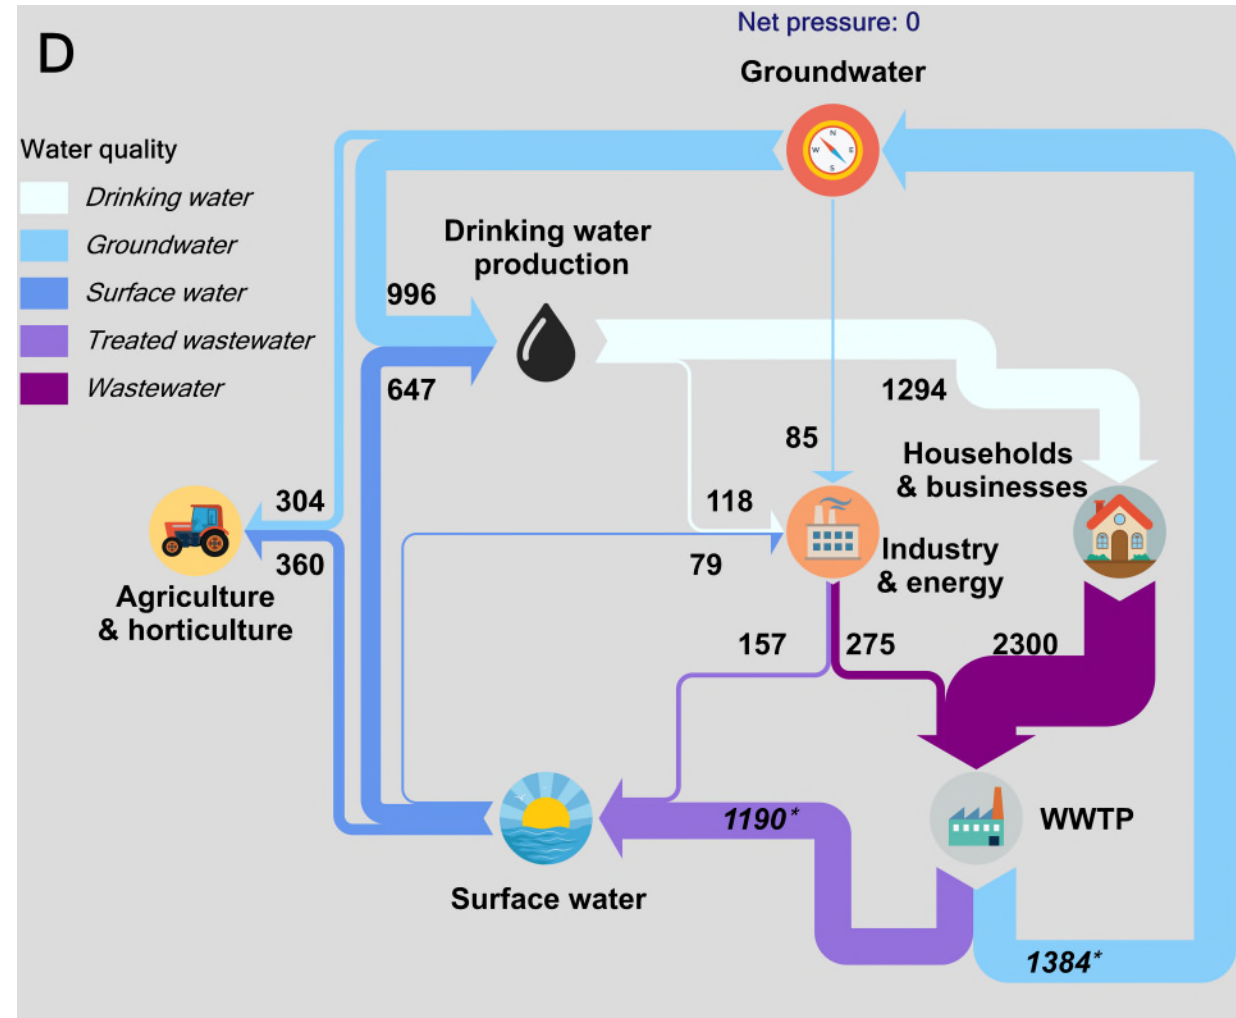 D
Net pressure: 0
Groundwater
N
W E
S
Water quality
Drinking water
Groundwater
Surface water
Treated wastewater
Wastewater
Drinking water
production
996
647
1294
85
Households
& businesses
304
360
118
79
Industry
& energy
Agriculture
& horticulture
157
275
2300
1190*
WWTP
Surface water
1384*